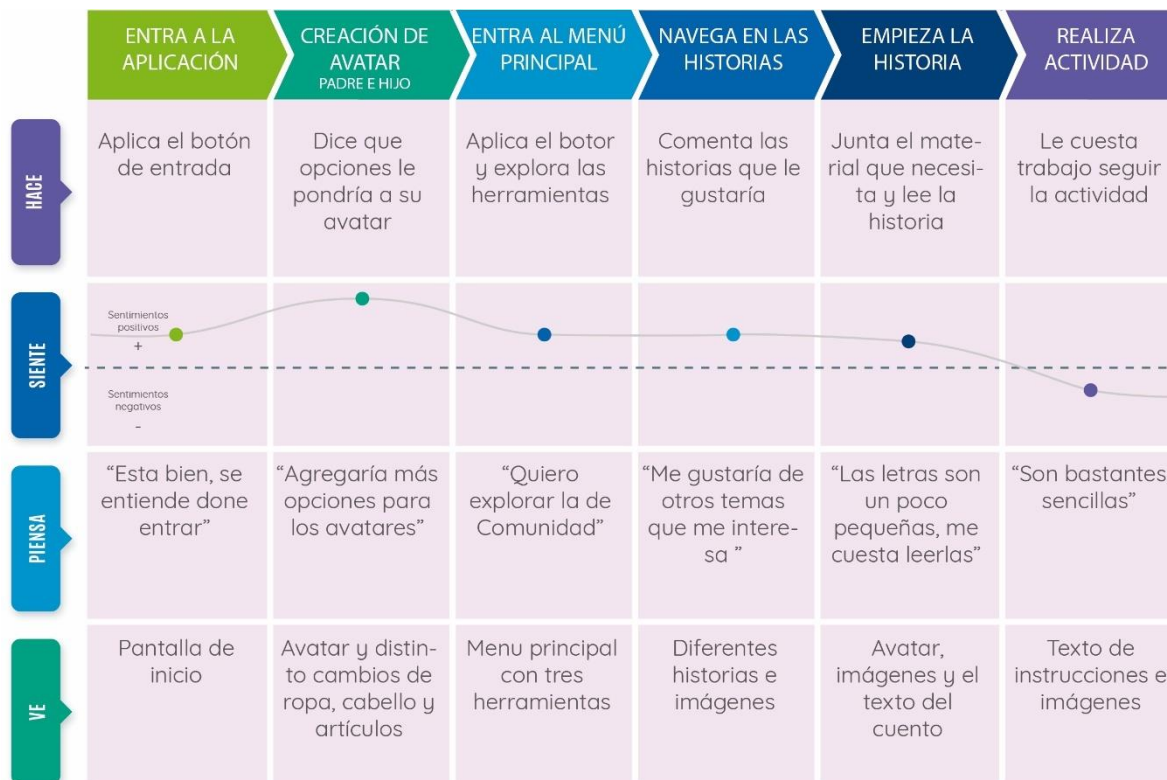 ENTRA A LA
APLICACIÓN
CREACIÓN DE
AVATAR
PADRE E HIJO
ENTRA AL MENÚ
PRINCIPAL
NAVEGA EN LAS
HISTORIAS
EMPIEZA LA
HISTORIA
REALIZA
ACTIVIDAD
HACE
Aplica el botón
de entrada
Dice que
opciones le
pondría a su
avatar
Aplica el botor
y explora las
herramientas
Comenta las
historias que le
gustaría
Junta el mate-
rial que necesi-
ta y lee la
historia
Le cuesta
trabajo seguir
la actividad
SIENTE
Sentimientos
positivos
+
Sentimientos
negativos
-
PIENSA
“Esta bien, se
entiende done
entrar”
“Agregaría más
opciones para
los avatares”
“Quiero
explorar la de
Comunidad”
“Me gustaría de
otros temas
que me intere-
sa ”
“Las letras son
un poco
pequeñas, me
cuesta leerlas”
“Son bastantes
sencillas”
VE
Pantalla de
inicio
Avatar y distin-
to cambios de
ropa, cabello y
artículos
Menu principal
con tres
herramientas
Diferentes
historias e
imágenes
Avatar,
imágenes y el
texto del
cuento
Texto de
instrucciones e
imágenes